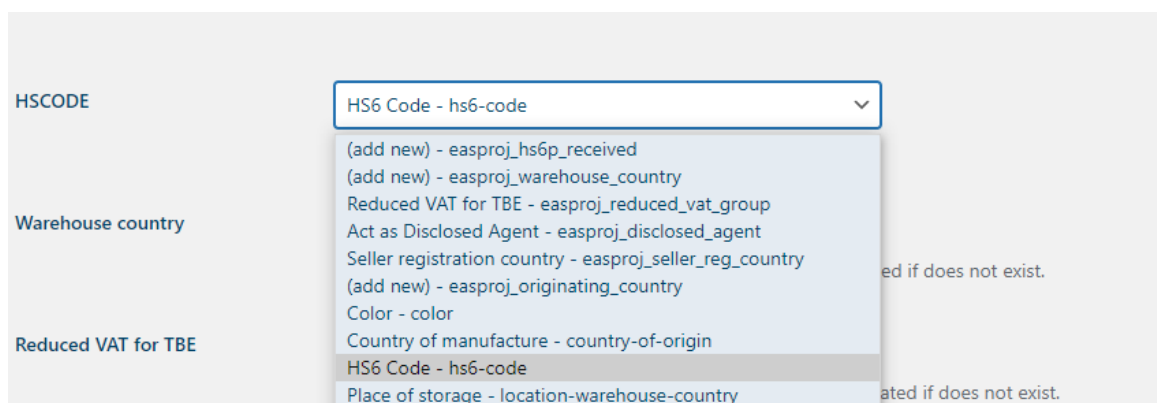 HSCODE
HS6 Code - hs6-code
(add new) - easproj_hs6p_received
(add new) - easproj_warehouse_country
Reduced VAT for TBE - easproj_reduced_vat_group
Warehouse country
Act as Disclosed Agent - easproj_disclosed_agent
Seller registration country - easproj_seller_reg_country
ed if does not exist.
(add new) - easproj_originating_country
Color - color
Reduced VAT for TBE
Country of manufacture - country-of-origin
HS6 Code - hs6-code
Place of storage - location-warehouse-country
ated if does not exist.